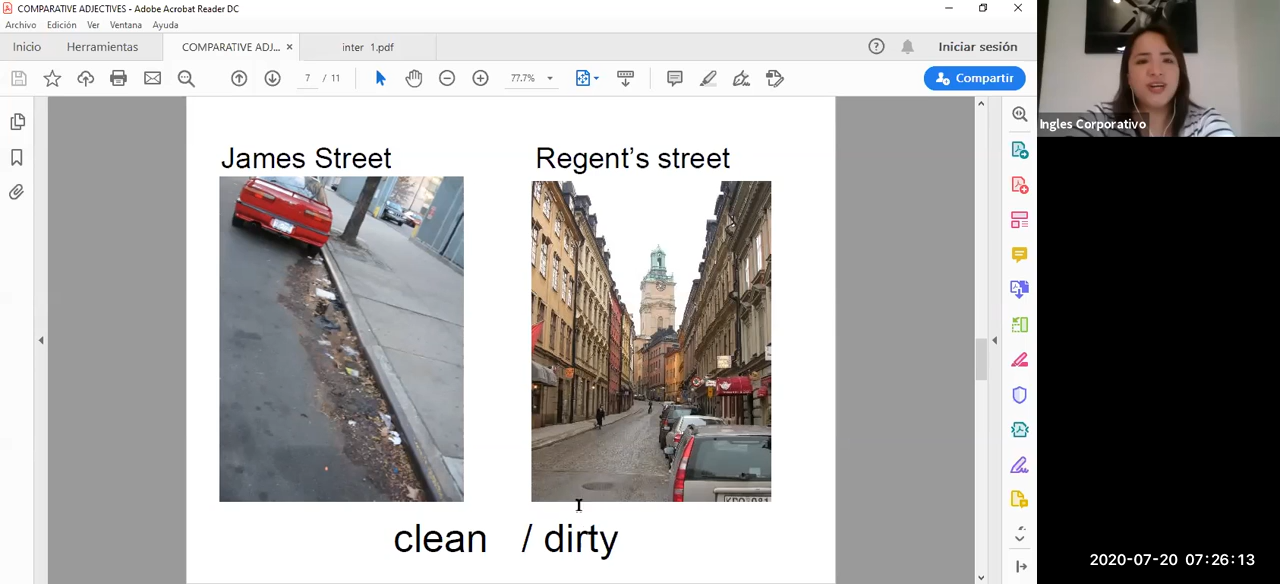 COMPARATIVE ADJECTIVES - Adobe Acrobat Reader DC
Archivo Edición Ver Ventana Ayuda
Inicio Herramientas COMPARATIVE ADJ... × inter 1.pdf Iniciar sesión
7 / 11 77.7% Compartir
Ingles Corporativo
James Street Regent's street
clean / dirty
2020-07-20 07:26:13